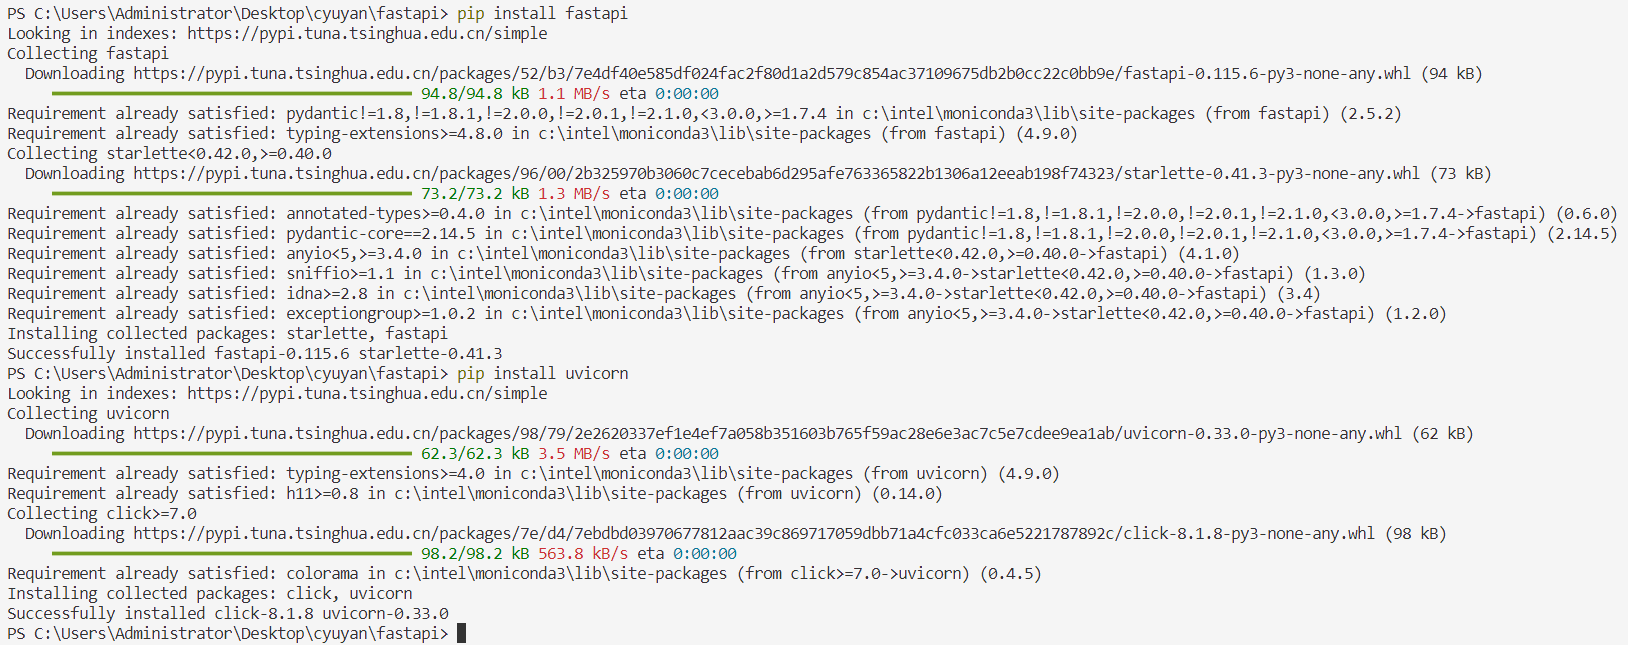 PS C:\Users\Administrator\Desktop\cyuyan\fastapi> pip install fastapi
Looking in indexes: https://pypi.tuna.tsinghua.edu.cn/simple
Collecting fastapi
Downloading https://pypi.tuna.tsinghua.edu.cn/packages/52/b3/7e4df40e585df024fac2f80d1a2d579c854ac37109675db2b0cc22c0bb9e/fastapi-0.115.6-py3-none-any.whl (94 kB)
94.8/94.8 kB 1.1 MB/s eta 0:00:00
Requirement already satisfied: pydantic!=1.8,!=1.8.1,!=2.0.0,!=2.0.1,!=2.1.0,<3.0.0,>=1.7.4 in c:\intel\moniconda3\lib\site-packages (from fastapi) (2.5.2)
Requirement already satisfied: typing-extensions>=4.8.0 in c:\intel\moniconda3\lib\site-packages (from fastapi) (4.9.0)
Collecting starlette<0.42.0,>=0.40.0
Downloading https://pypi.tuna.tsinghua.edu.cn/packages/96/00/2b325970b3060c7cecebab6d295afe763365822b1306a12eeab198f74323/starlette-0.41.3-py3-none-any.whl (73 kB)
73.2/73.2 kB 1.3 MB/s eta 0:00:00
Requirement already satisfied: annotated-types>=0.4.0 in c:\intel\moniconda3\lib\site-packages (from pydantic!=1.8,!=1.8.1,!=2.0.0,!=2.0.1,!=2.1.0,<3.0.0,>=1.7.4->fastapi) (0.6.0)
Requirement already satisfied: pydantic-core==2.14.5 in c:\intel\moniconda3\lib\site-packages (from pydantic!=1.8,!=1.8.1,!=2.0.0,!=2.0.1,!=2.1.0,<3.0.0,>=1.7.4->fastapi) (2.14.5)
Requirement already satisfied: anyio<5,>=3.4.0 in c:\intel\moniconda3\lib\site-packages (from starlette<0.42.0,>=0.40.0->fastapi) (4.1.0)
Requirement already satisfied: sniffio>=1.1 in c:\intel\moniconda3\lib\site-packages (from anyio<5,>=3.4.0->starlette<0.42.0,>=0.40.0->fastapi) (1.3.0)
Requirement already satisfied: idna>=2.8 in c:\intel\moniconda3\lib\site-packages (from anyio<5,>=3.4.0->starlette<0.42.0,>=0.40.0->fastapi) (3.4)
Requirement already satisfied: exceptiongroup>=1.0.2 in c:\intel\moniconda3\lib\site-packages (from anyio<5,>=3.4.0->starlette<0.42.0,>=0.40.0->fastapi) (1.2.0)
Installing collected packages: starlette, fastapi
Successfully installed fastapi-0.115.6 starlette-0.41.3
PS C:\Users\Administrator\Desktop\cyuyan\fastapi> pip install uvicorn
Looking in indexes: https://pypi.tuna.tsinghua.edu.cn/simple
Collecting uvicorn
Downloading https://pypi.tuna.tsinghua.edu.cn/packages/98/79/2e2620337ef1e4ef7a058b351603b765f59ac28e6e3ac7c5e7cdee9ea1ab/uvicorn-0.33.0-py3-none-any.whl (62 kB)
62.3/62.3 kB 3.5 MB/s eta 0:00:00
Requirement already satisfied: typing-extensions>=4.0 in c:\intel\moniconda3\lib\site-packages (from uvicorn) (4.9.0)
Requirement already satisfied: h11>=0.8 in c:\intel\moniconda3\lib\site-packages (from uvicorn) (0.14.0)
Collecting click>=7.0
Downloading https://pypi.tuna.tsinghua.edu.cn/packages/7e/d4/7ebdbd03970677812aac39c869717059dbb71a4cfc033ca6e5221787892c/click-8.1.8-py3-none-any.whl (98 kB)
98.2/98.2 kB 563.8 kB/s eta 0:00:00
Requirement already satisfied: colorama in c:\intel\moniconda3\lib\site-packages (from click>=7.0->uvicorn) (0.4.5)
Installing collected packages: click, uvicorn
Successfully installed click-8.1.8 uvicorn-0.33.0
PS C:\Users\Administrator\Desktop\cyuyan\fastapi>